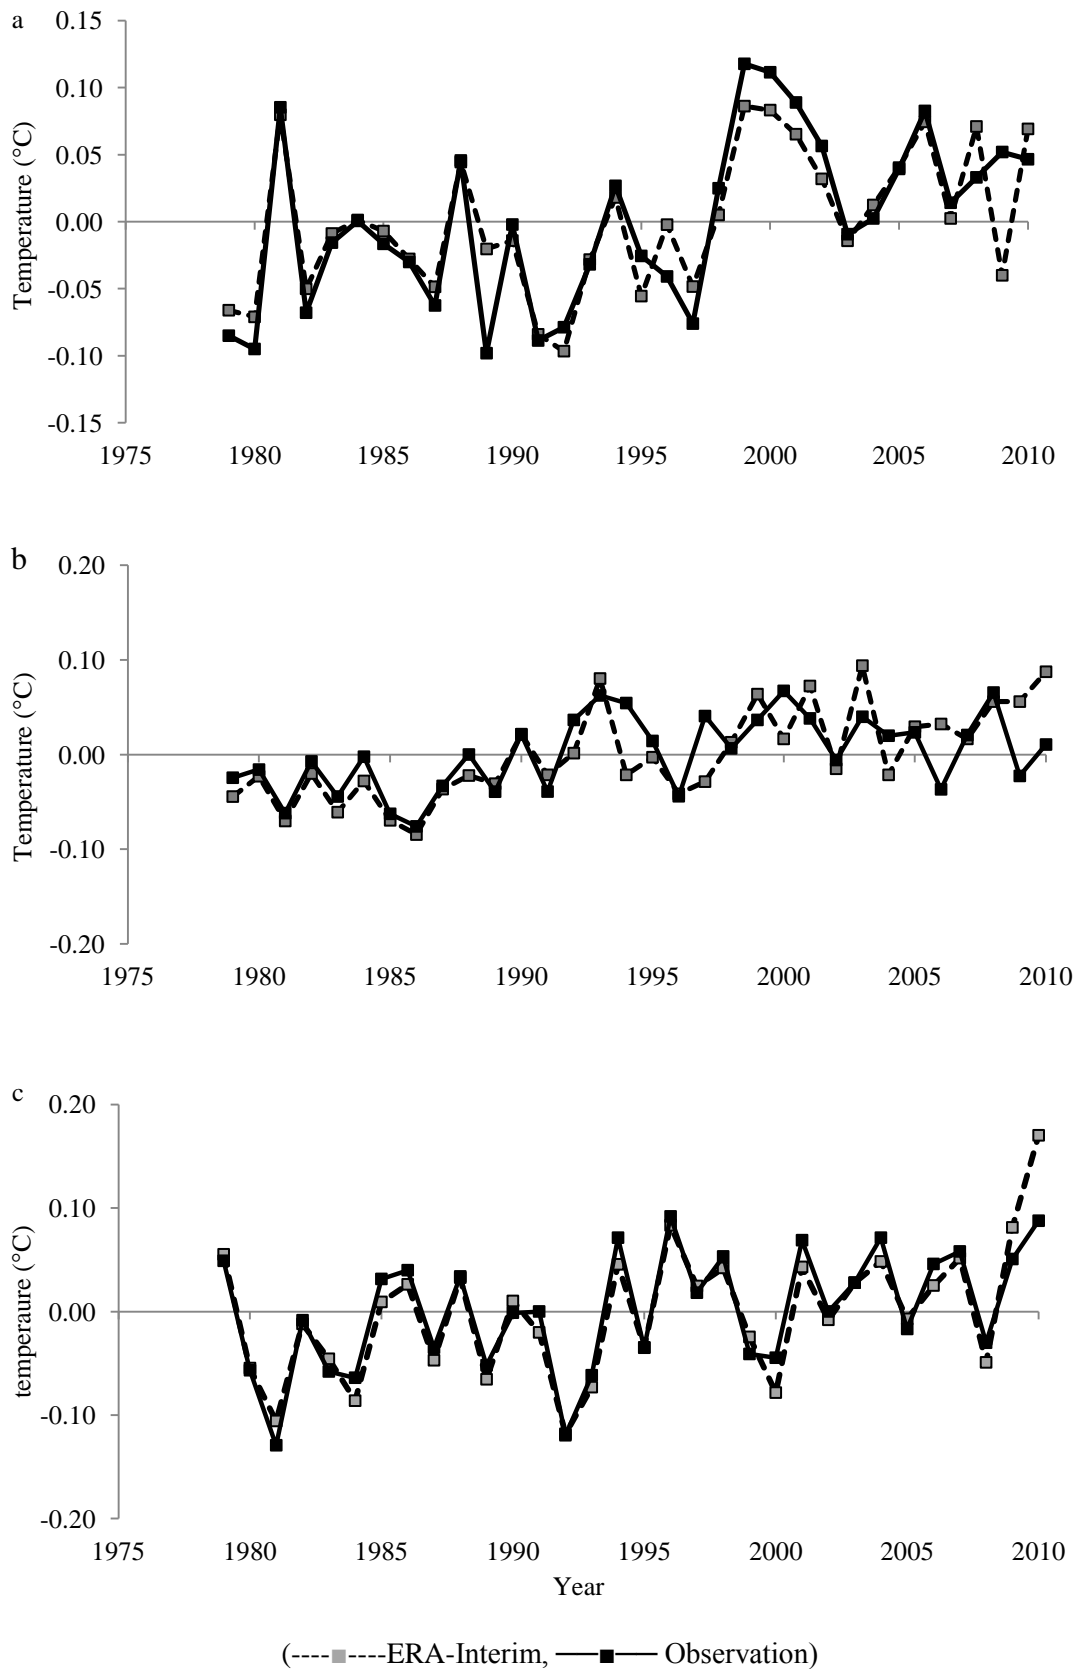 a
0.15
0.10
0.05
0.00
-0.05
-0.10
-0.15
Temperature (°C)
1975 1980 1985 1990 1995 2000 2005 2010
b
0.20
0.10
0.00
-0.10
-0.20
Temperature (°C)
1975 1980 1985 1990 1995 2000 2005 2010
c
0.20
0.10
0.00
-0.10
-0.20
temperaure (°C)
1975 1980 1985 1990 1995 2000 2005 2010
Year
(----■----ERA-Interim, —■— Observation)